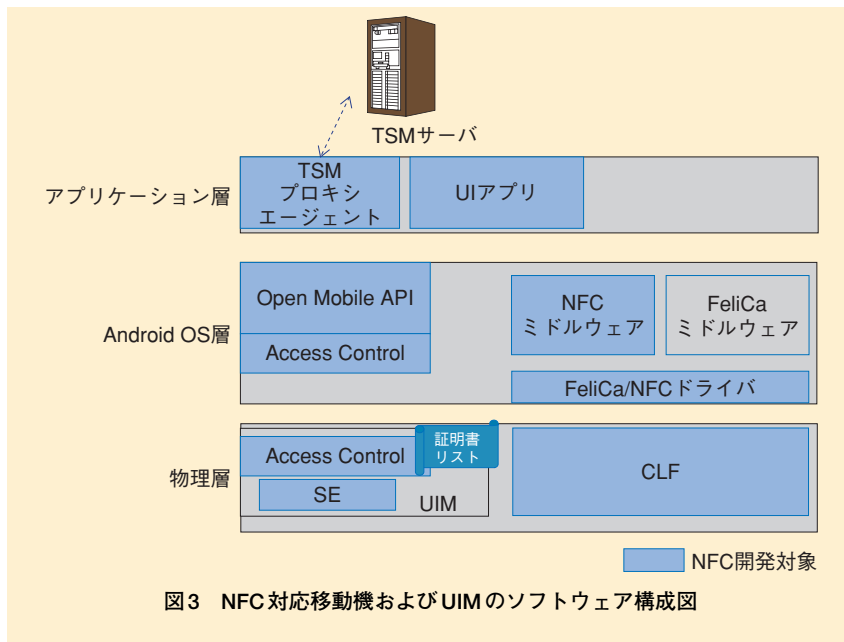 TSMサーバ
アプリケーション層
TSM
プロキシ
エージェント
UIアプリ
Android OS層
Open Mobile API
Access Control
NFC
ミドルウェア
FeliCa
ミドルウェア
FeliCa/NFCドライバ
物理層
Access Control
証明書
リスト
SE
UIM
CLF
NFC開発対象
図3 NFC対応移動機およびUIMのソフトウェア構成図